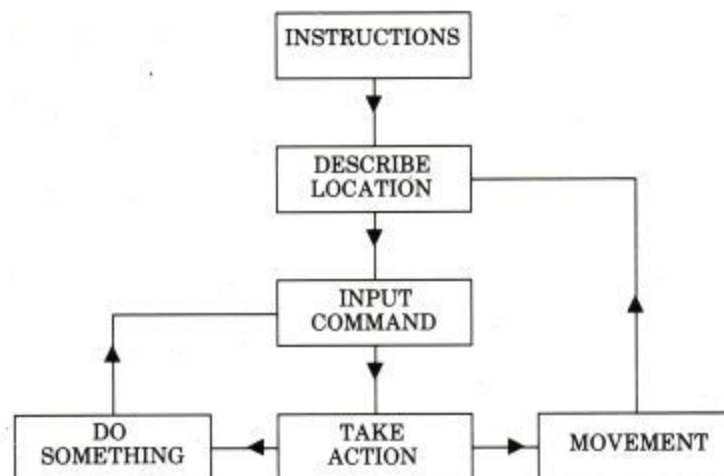 INSTRUCTIONS
DESCRIBE
LOCATION
INPUT
COMMAND
DO
SOMETHING
TAKE
ACTION
MOVEMENT